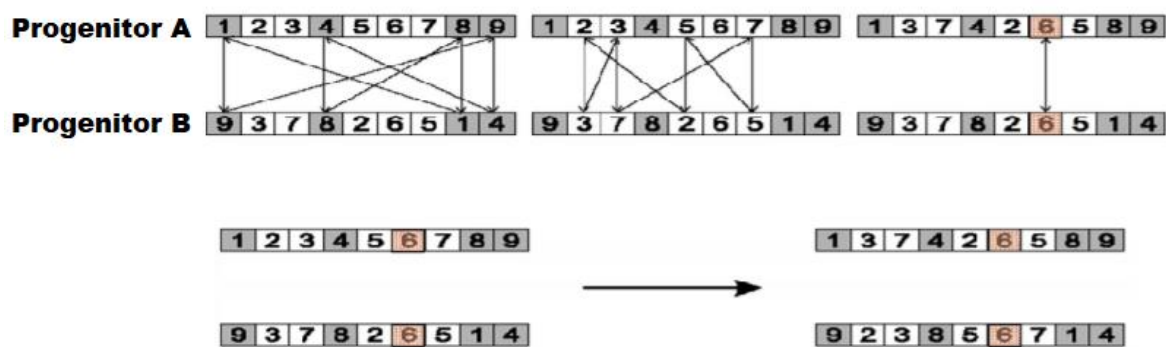 Progenitor A 1 2 3 4 5 6 7 8 9 1 2 3 4 5 6 7 8 9 1 3 7 4 2 6 5 8 9
Progenitor B 9 3 7 8 2 6 5 1 4 9 3 7 8 2 6 5 1 4 9 3 7 8 2 6 5 1 4
1 2 3 4 5 6 7 8 9 1 3 7 4 2 6 5 8 9
9 3 7 8 2 6 5 1 4 9 2 3 8 5 6 7 1 4